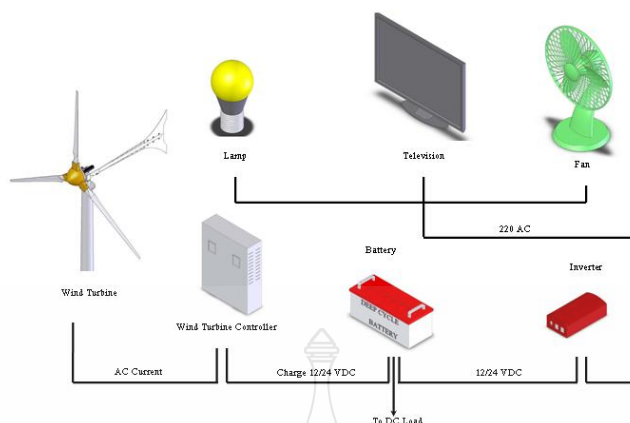 Lamp
Television
Fan
220 AC
Battery
Inverter
Wind Turbine
Wind Turbine Controller
DEEP CYCLE
BATTERY
AC Current
Charge 12/24 VDC
12/24 VDC
To DC Load